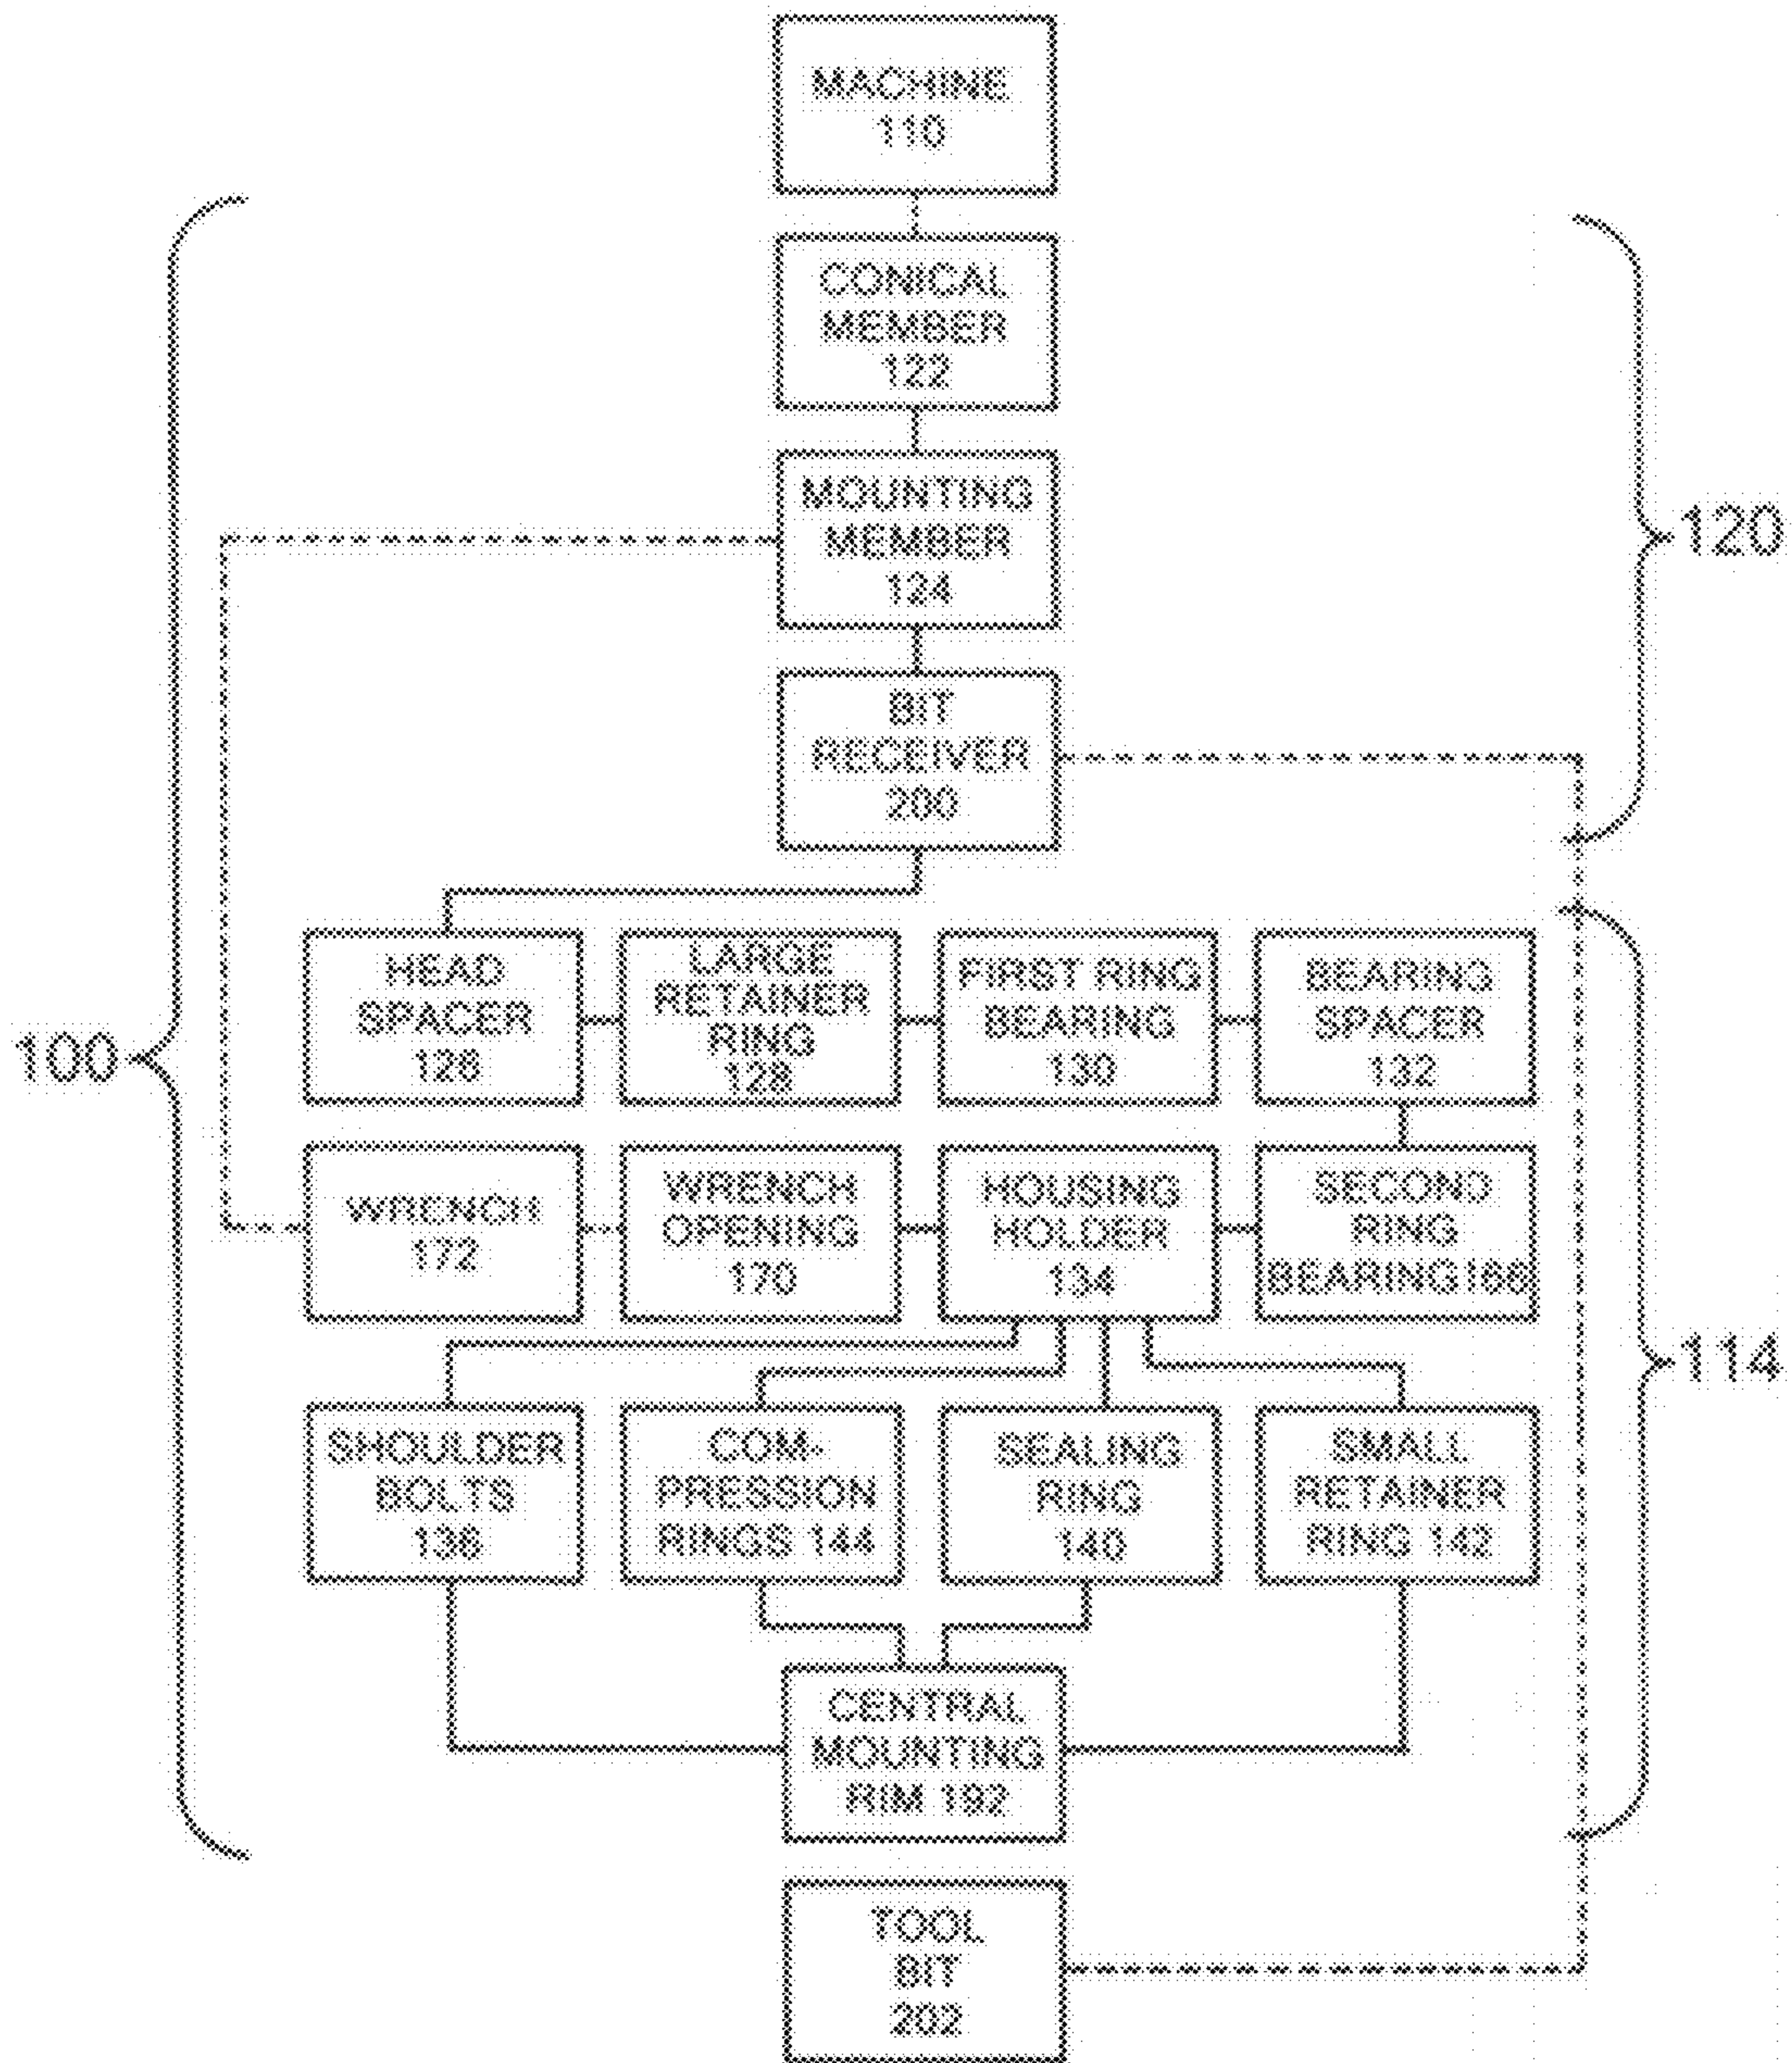 MACHINE
110
CONICAL
MEMBER
122
MOUNTING
MEMBER
124
120
BIT
RECEIVER
200
HEAD
SPACER
126
LARGE
RETAINER
RING
128
FIRST RING
BEARING
130
BEARING
SPACER
132
100
WRENCH
172
WRENCH
OPENING
170
HOUSING
HOLDER
134
SECOND
RING
BEARING 186
114
SHOULDER
BOLTS
136
COM-
PRESSION
RINGS 144
SEALING
RING
140
SMALL
RETAINER
RING 142
CENTRAL
MOUNTING
RIM 192
TOOL
BIT
202